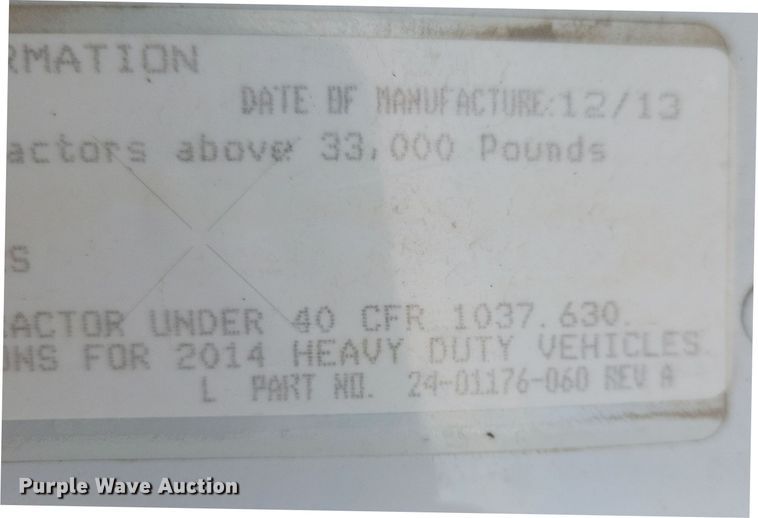 RMATION
DATE OF MANUFACTURE:12/13
actors above 33,000 Pounds
S
RACTOR UNDER 40 CFR 1037.630.
ONS FOR 2014 HEAVY DUTY VEHICLES.
L PART NO. 24-01176-060 REV A
Purple Wave Auction